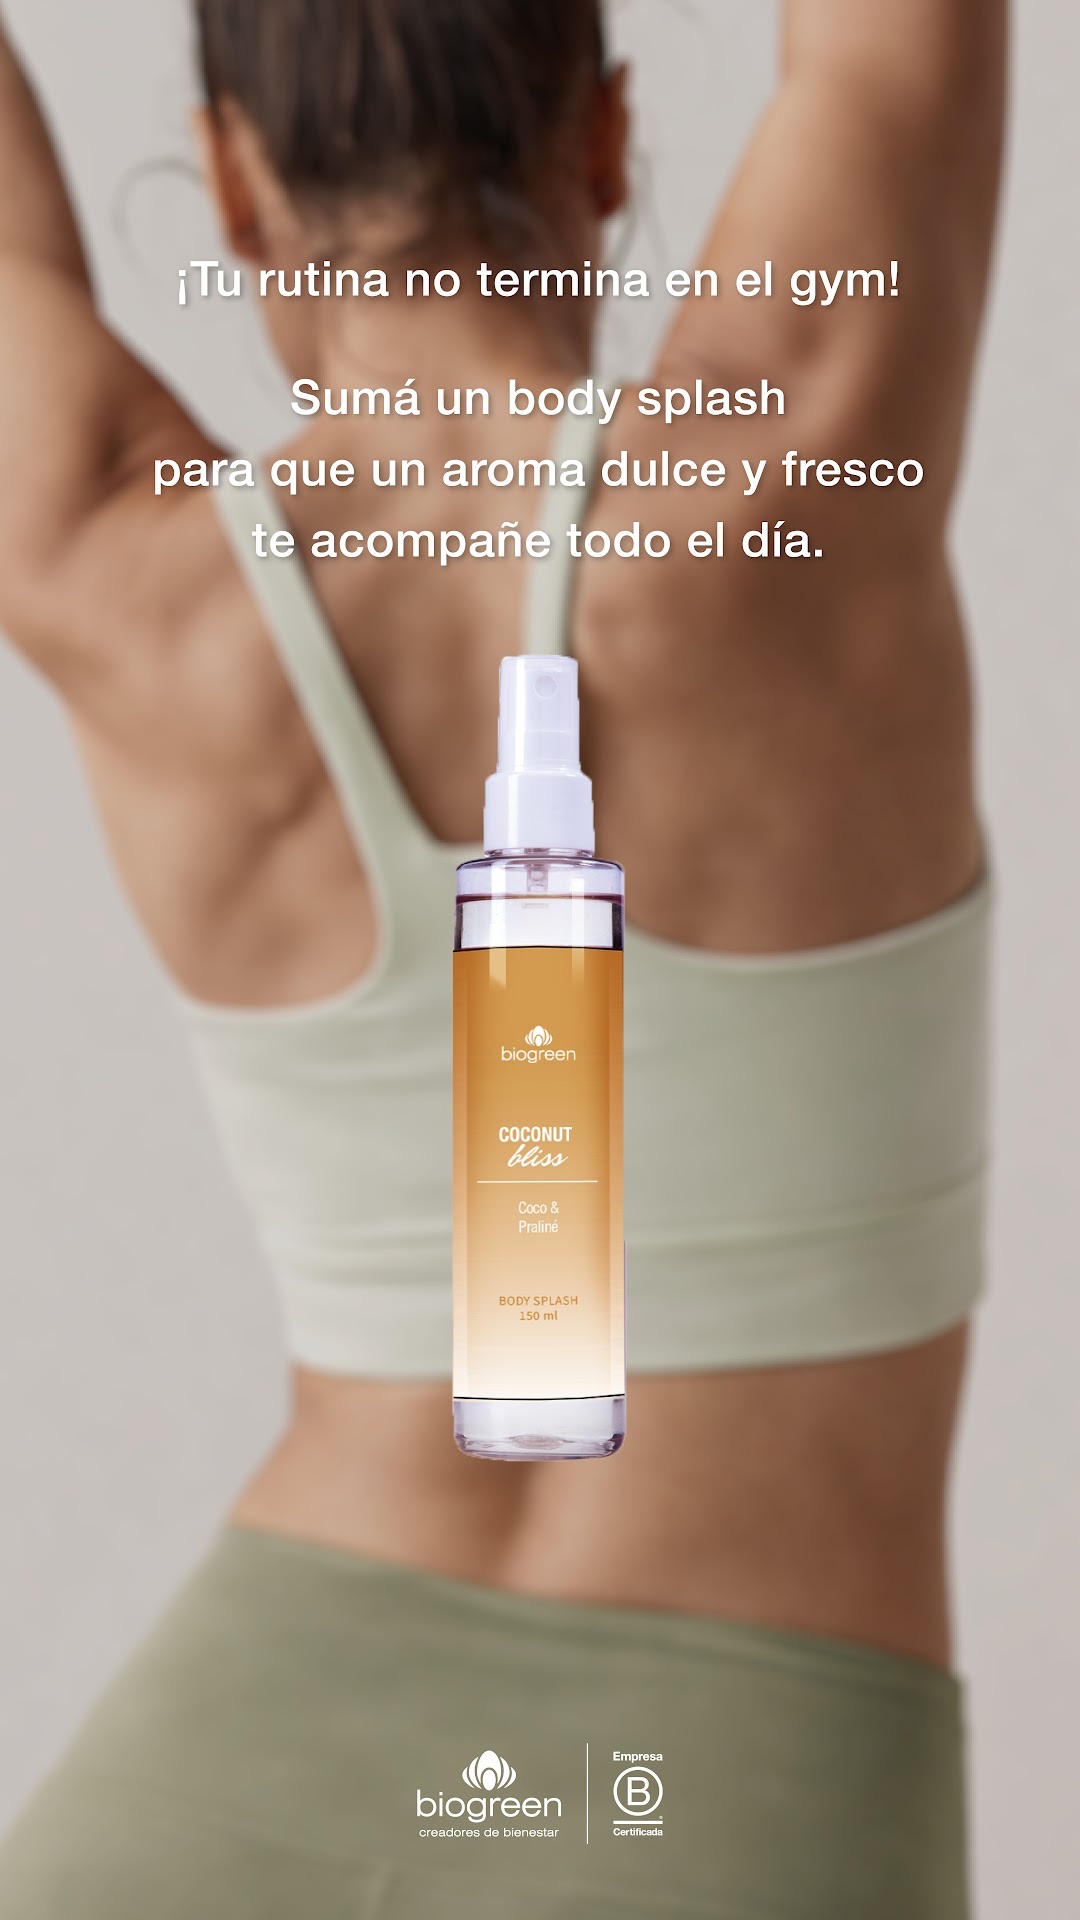 ¡Tu rutina no termina en el gym!
Sumá un body splash
para que un aroma dulce y fresco
te acompañe todo el día.
biogreen
COCONUT
bliss
Coco &
Praliné
BODY SPLASH
150 ml
biogreen
creadores de bienestar
Empresa
B
Certificada